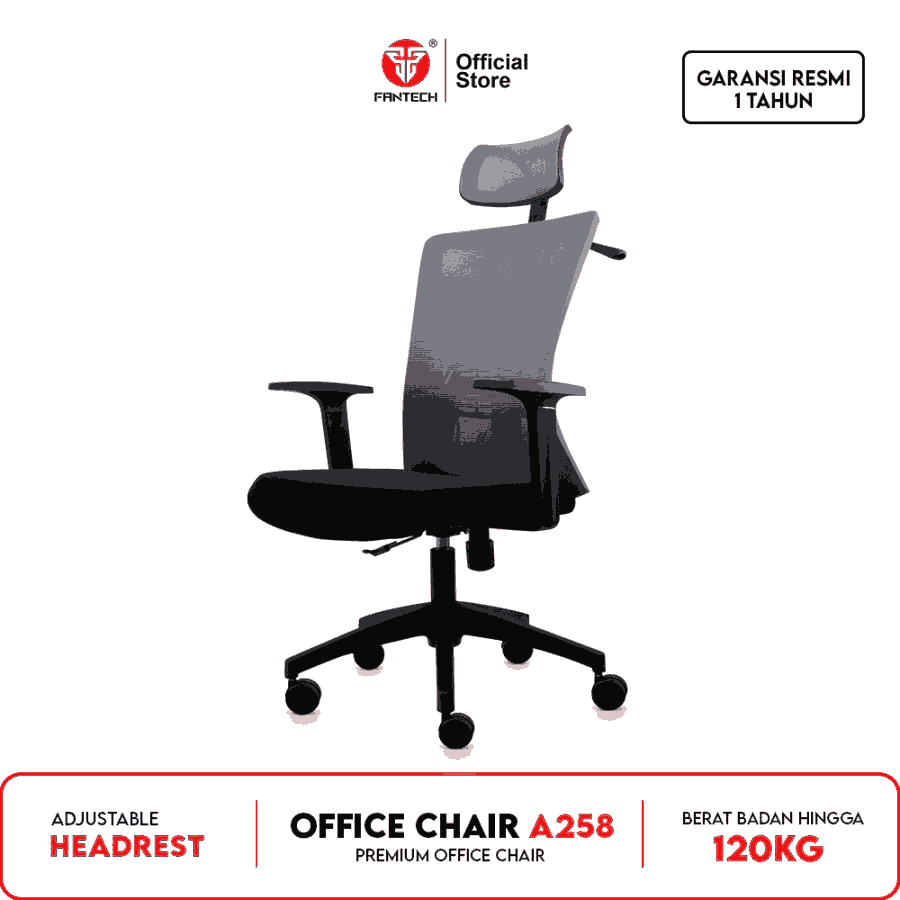 FANTECH
®
Official
Store
GARANSI RESMI
1 TAHUN
ADJUSTABLE
HEADREST
OFFICE CHAIR A258
PREMIUM OFFICE CHAIR
BERAT BADAN HINGGA
120KG